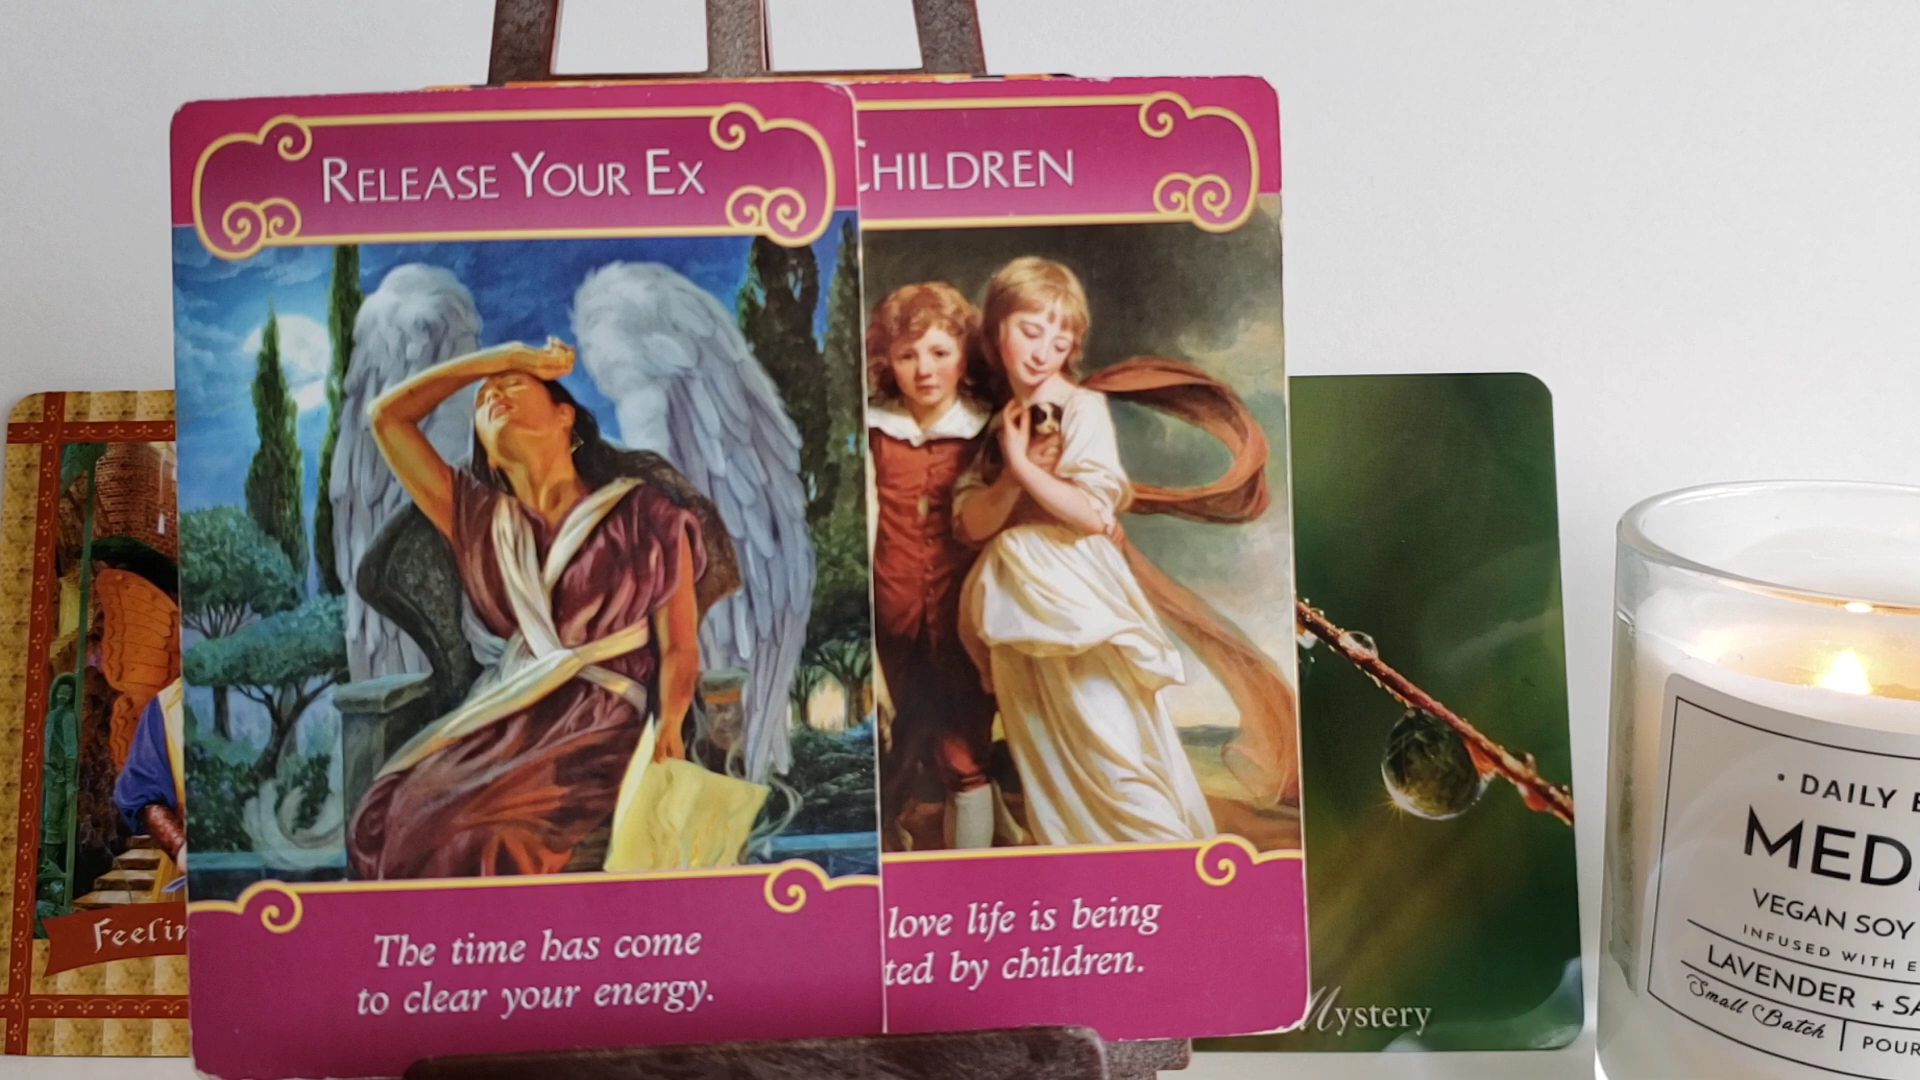 RELEASE YOUR EX
The time has come
to clear your energy.
CHILDREN
love life is being
ted by children.
Feelin
Mystery
• DAILY
MED
VEGAN SOY
INFUSED WITH
LAVENDER + SA
Small Batch | POUR